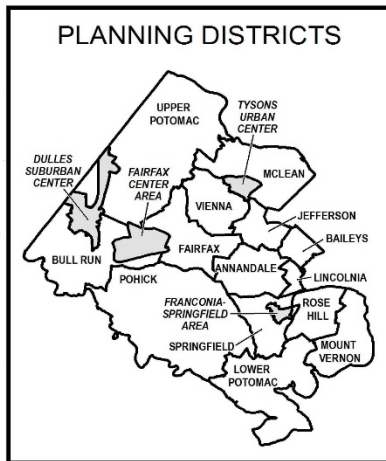 PLANNING DISTRICTS
UPPER
POTOMAC
TYSONS
URBAN
CENTER
DULLES
SUBURBAN
CENTER
FAIRFAX
CENTER
AREA
MCLEAN
VIENNA
JEFFERSON
BAILEYS
FAIRFAX
BULL RUN
ANNANDALE
POHICK
LINCOLNIA
FRANCONIA-
SPRINGFIELD
AREA
ROSE
HILL
SPRINGFIELD
MOUNT
VERNON
LOWER
POTOMAC